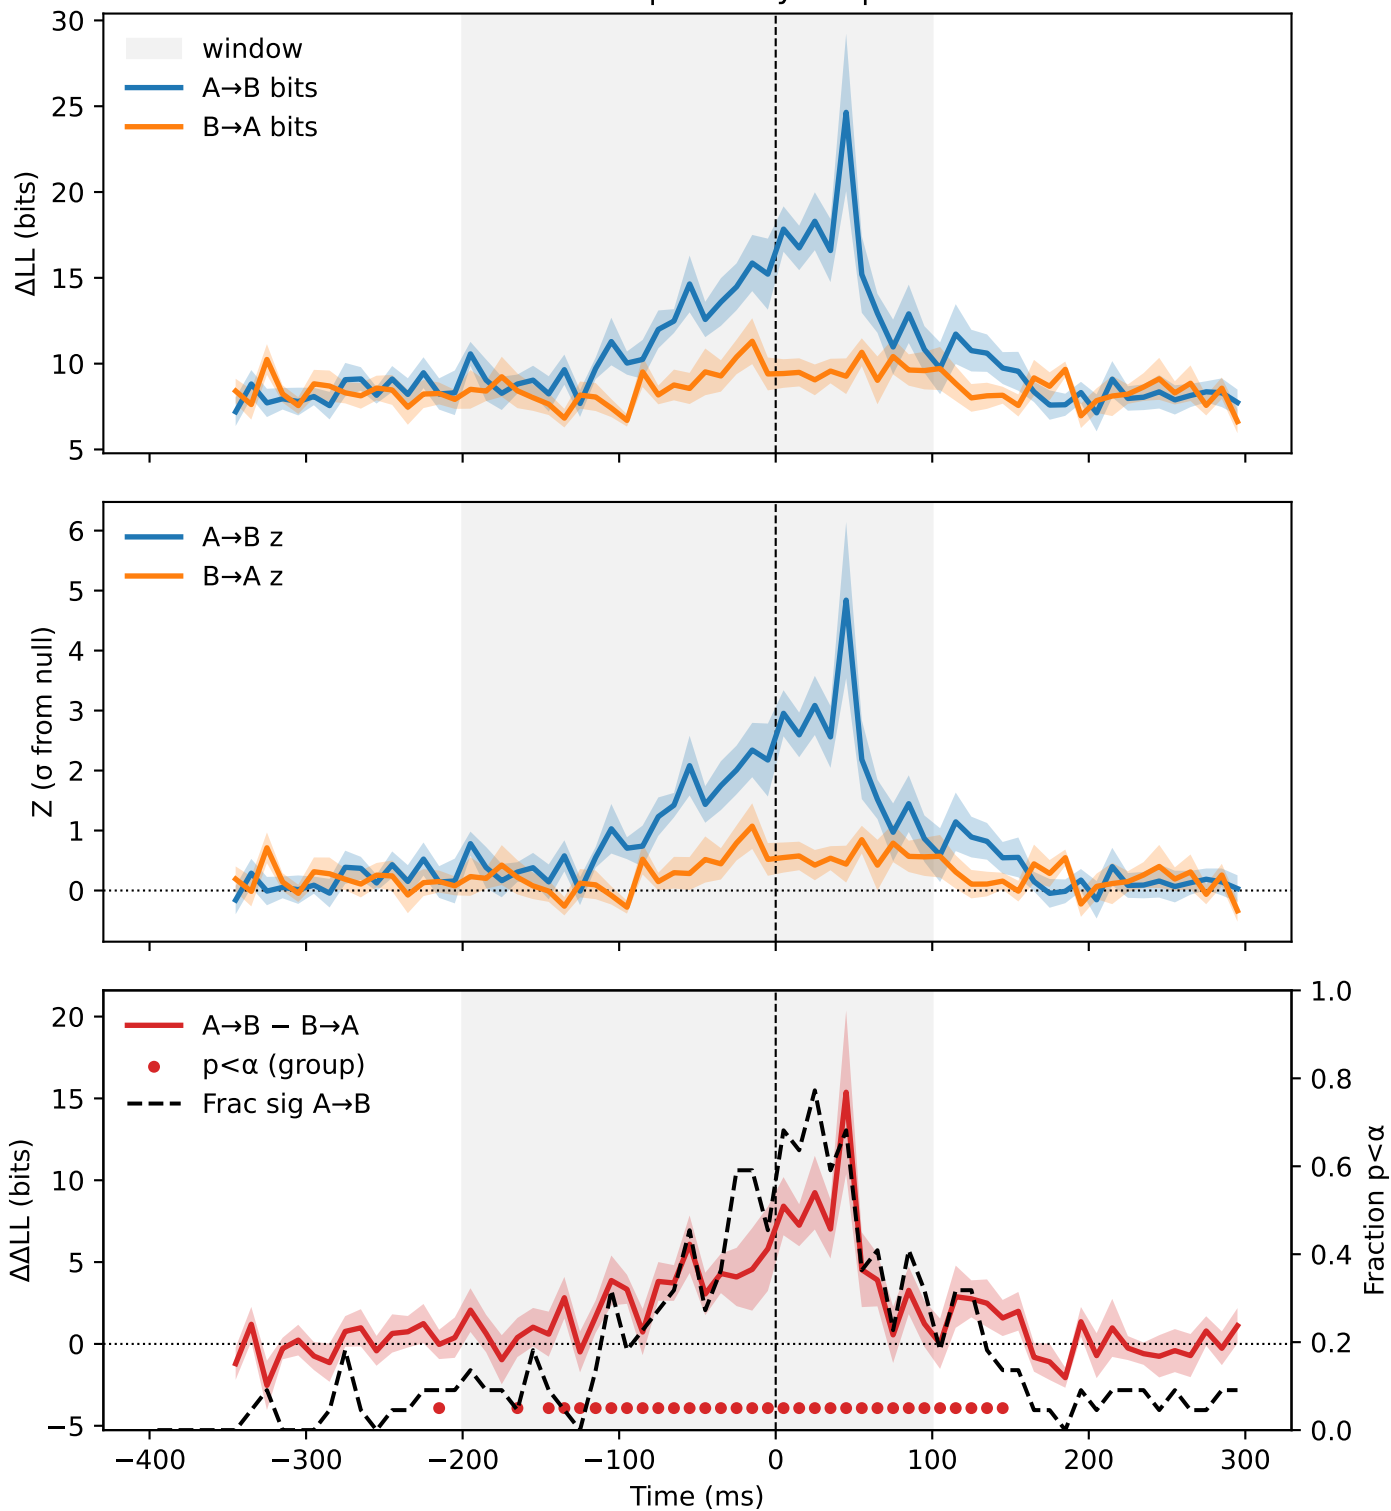 30
25
20
15
10
5
ΔLL (bits)
window
A→B bits
B→A bits
6
5
4
3
2
1
0
Z (σ from null)
A→B z
B→A z
20
15
10
5
0
−5
ΔΔLL (bits)
A→B − B→A
p<α (group)
Frac sig A→B
1.0
0.8
0.6
0.4
0.2
0.0
Fraction p<α
−400 −300 −200 −100 0 100 200 300
Time (ms)